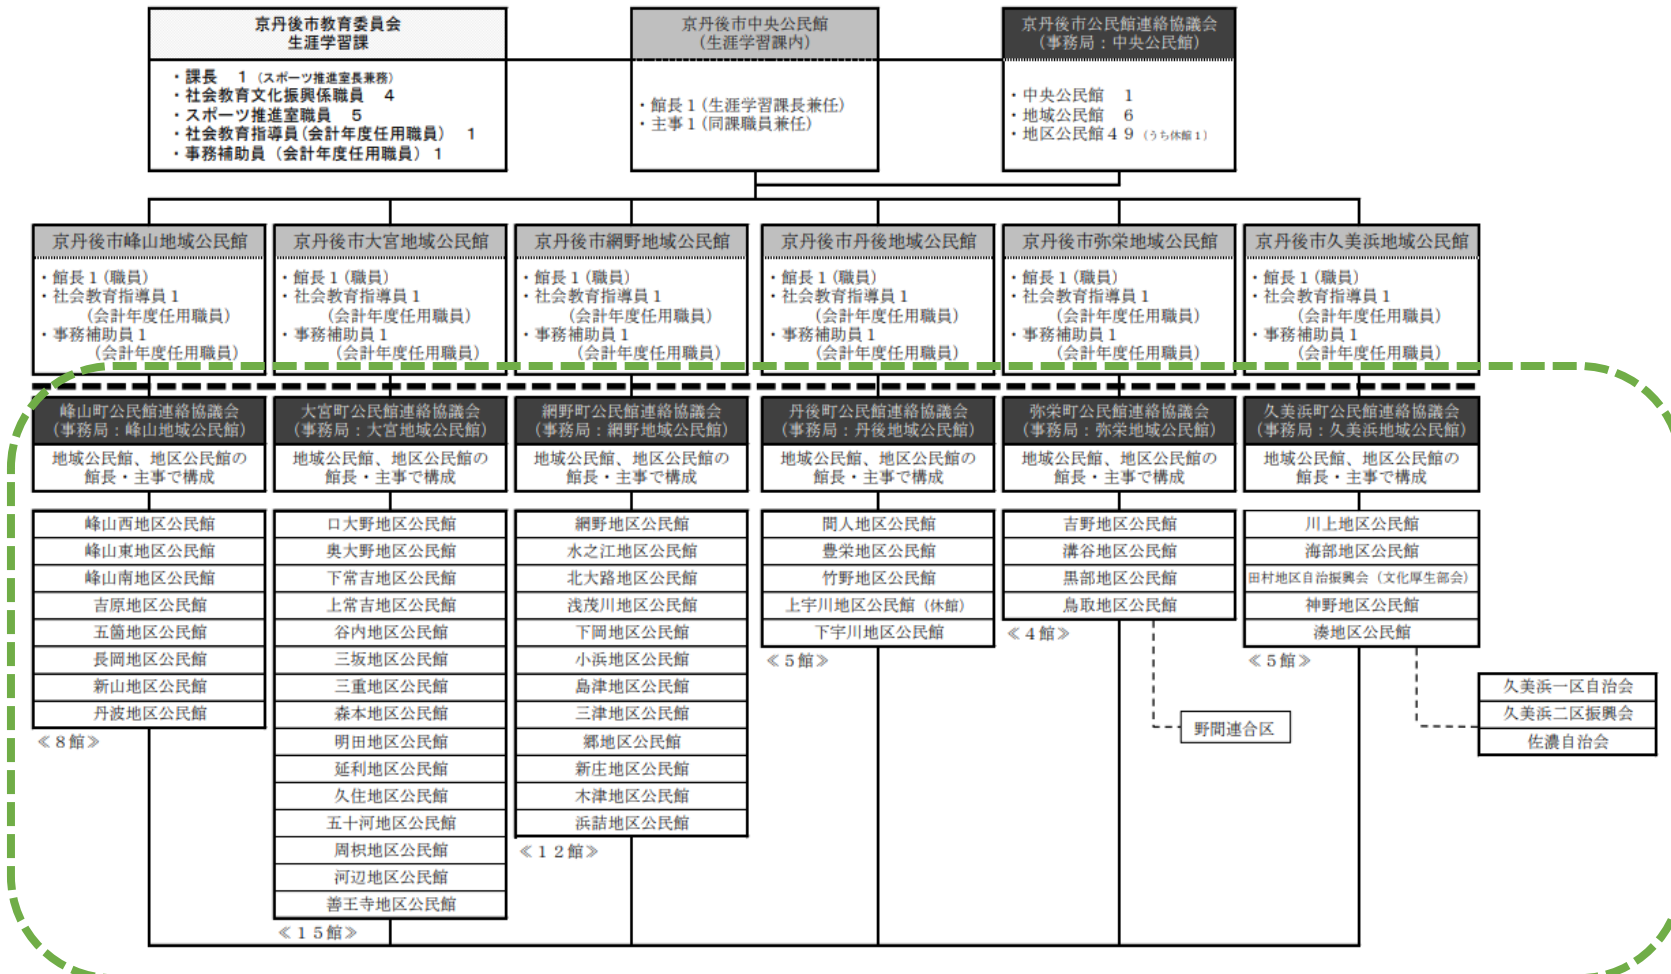 京丹後市教育委員会
生涯学習課
・課長　1（スポーツ推進室長兼務）
・社会教育文化振興係職員　4
・スポーツ推進室職員　5
・社会教育指導員（会計年度任用職員）　1
・事務補助員（会計年度任用職員）1
京丹後市中央公民館
（生涯学習課内）
・館長１（生涯学習課長兼任）
・主事１（同課職員兼任）
京丹後市公民館連絡協議会
（事務局：中央公民館）
・中央公民館　１
・地域公民館　６
・地区公民館４９（うち休館１）
京丹後市峰山地域公民館
・館長１（職員）
・社会教育指導員１
（会計年度任用職員）
・事務補助員１
（会計年度任用職員）
京丹後市大宮地域公民館
・館長１（職員）
・社会教育指導員１
（会計年度任用職員）
・事務補助員１
（会計年度任用職員）
京丹後市網野地域公民館
・館長１（職員）
・社会教育指導員１
（会計年度任用職員）
・事務補助員１
（会計年度任用職員）
京丹後市丹後地域公民館
・館長１（職員）
・社会教育指導員１
（会計年度任用職員）
・事務補助員１
（会計年度任用職員）
京丹後市弥栄地域公民館
・館長１（職員）
・社会教育指導員１
（会計年度任用職員）
・事務補助員１
（会計年度任用職員）
京丹後市久美浜地域公民館
・館長１（職員）
・社会教育指導員１
（会計年度任用職員）
・事務補助員１
（会計年度任用職員）
峰山町公民館連絡協議会
（事務局：峰山地域公民館）
地域公民館、地区公民館の
館長・主事で構成
峰山西地区公民館
峰山東地区公民館
峰山南地区公民館
吉原地区公民館
五箇地区公民館
長岡地区公民館
新山地区公民館
丹波地区公民館
≪８館≫
大宮町公民館連絡協議会
（事務局：大宮地域公民館）
地域公民館、地区公民館の
館長・主事で構成
口大野地区公民館
奥大野地区公民館
下常吉地区公民館
上常吉地区公民館
谷内地区公民館
三坂地区公民館
三重地区公民館
森本地区公民館
明田地区公民館
延利地区公民館
久住地区公民館
五十河地区公民館
周枳地区公民館
河辺地区公民館
善王寺地区公民館
≪１５館≫
網野町公民館連絡協議会
（事務局：網野地域公民館）
地域公民館、地区公民館の
館長・主事で構成
網野地区公民館
水之江地区公民館
北大路地区公民館
浅茂川地区公民館
下岡地区公民館
小浜地区公民館
島津地区公民館
三津地区公民館
郷地区公民館
新庄地区公民館
木津地区公民館
浜詰地区公民館
≪１２館≫
丹後町公民館連絡協議会
（事務局：丹後地域公民館）
地域公民館、地区公民館の
館長・主事で構成
間人地区公民館
豊栄地区公民館
竹野地区公民館
上宇川地区公民館（休館）
下宇川地区公民館
≪５館≫
弥栄町公民館連絡協議会
（事務局：弥栄地域公民館）
地域公民館、地区公民館の
館長・主事で構成
吉野地区公民館
溝谷地区公民館
黒部地区公民館
鳥取地区公民館
≪４館≫
野間連合区
久美浜町公民館連絡協議会
（事務局：久美浜地域公民館）
地域公民館、地区公民館の
館長・主事で構成
川上地区公民館
海部地区公民館
田村地区自治振興会（文化厚生部会）
神野地区公民館
湊地区公民館
≪５館≫
久美浜一区自治会
久美浜二区振興会
佐濃自治会